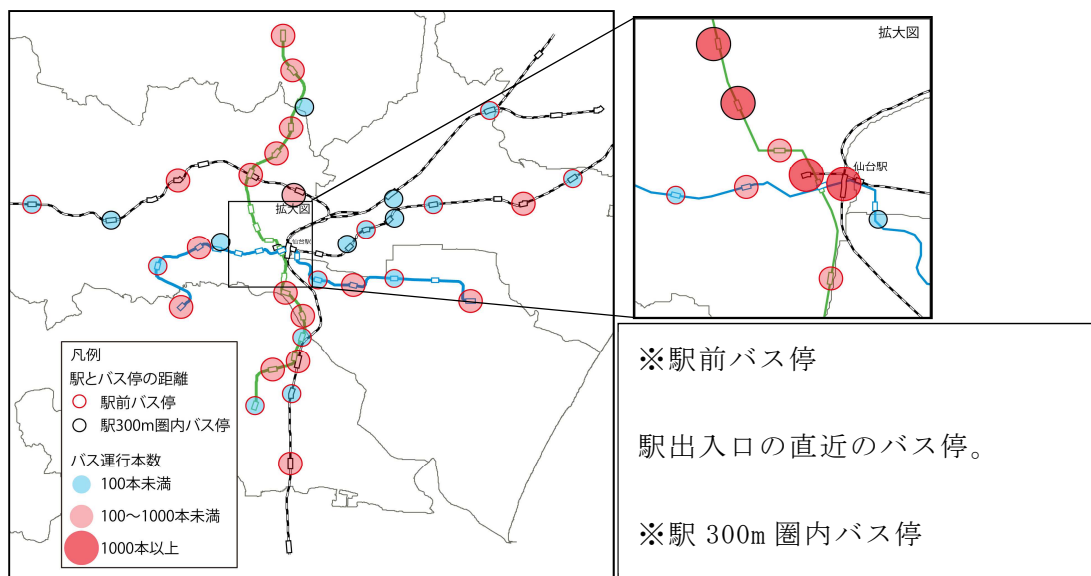 拡大図
仙台駅
拡大図
仙台駅
凡例
駅とバス停の距離
駅前バス停
駅300m圏内バス停
バス運行本数
100本未満
100～1000本未満
1000本以上
※駅前バス停
駅出入口の直近のバス停。
※駅 300m 圏内バス停